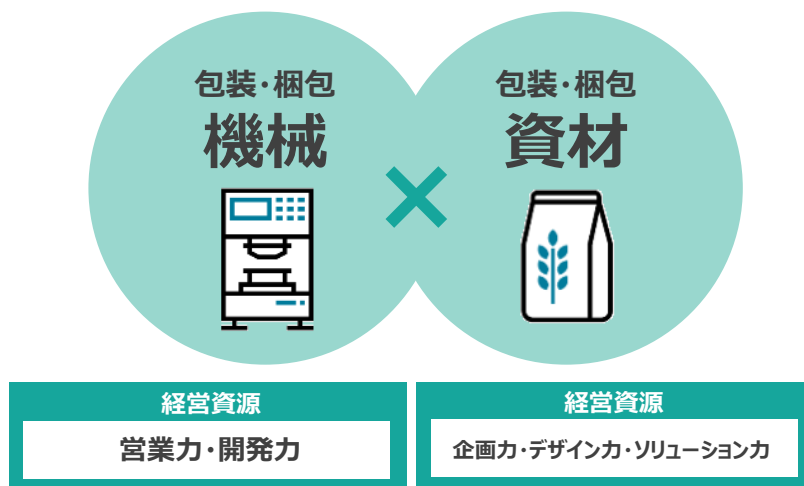 包装・梱包
機械
包装・梱包
資材
×
経営資源
営業力・開発力
経営資源
企画力・デザイン力・ソリューション力